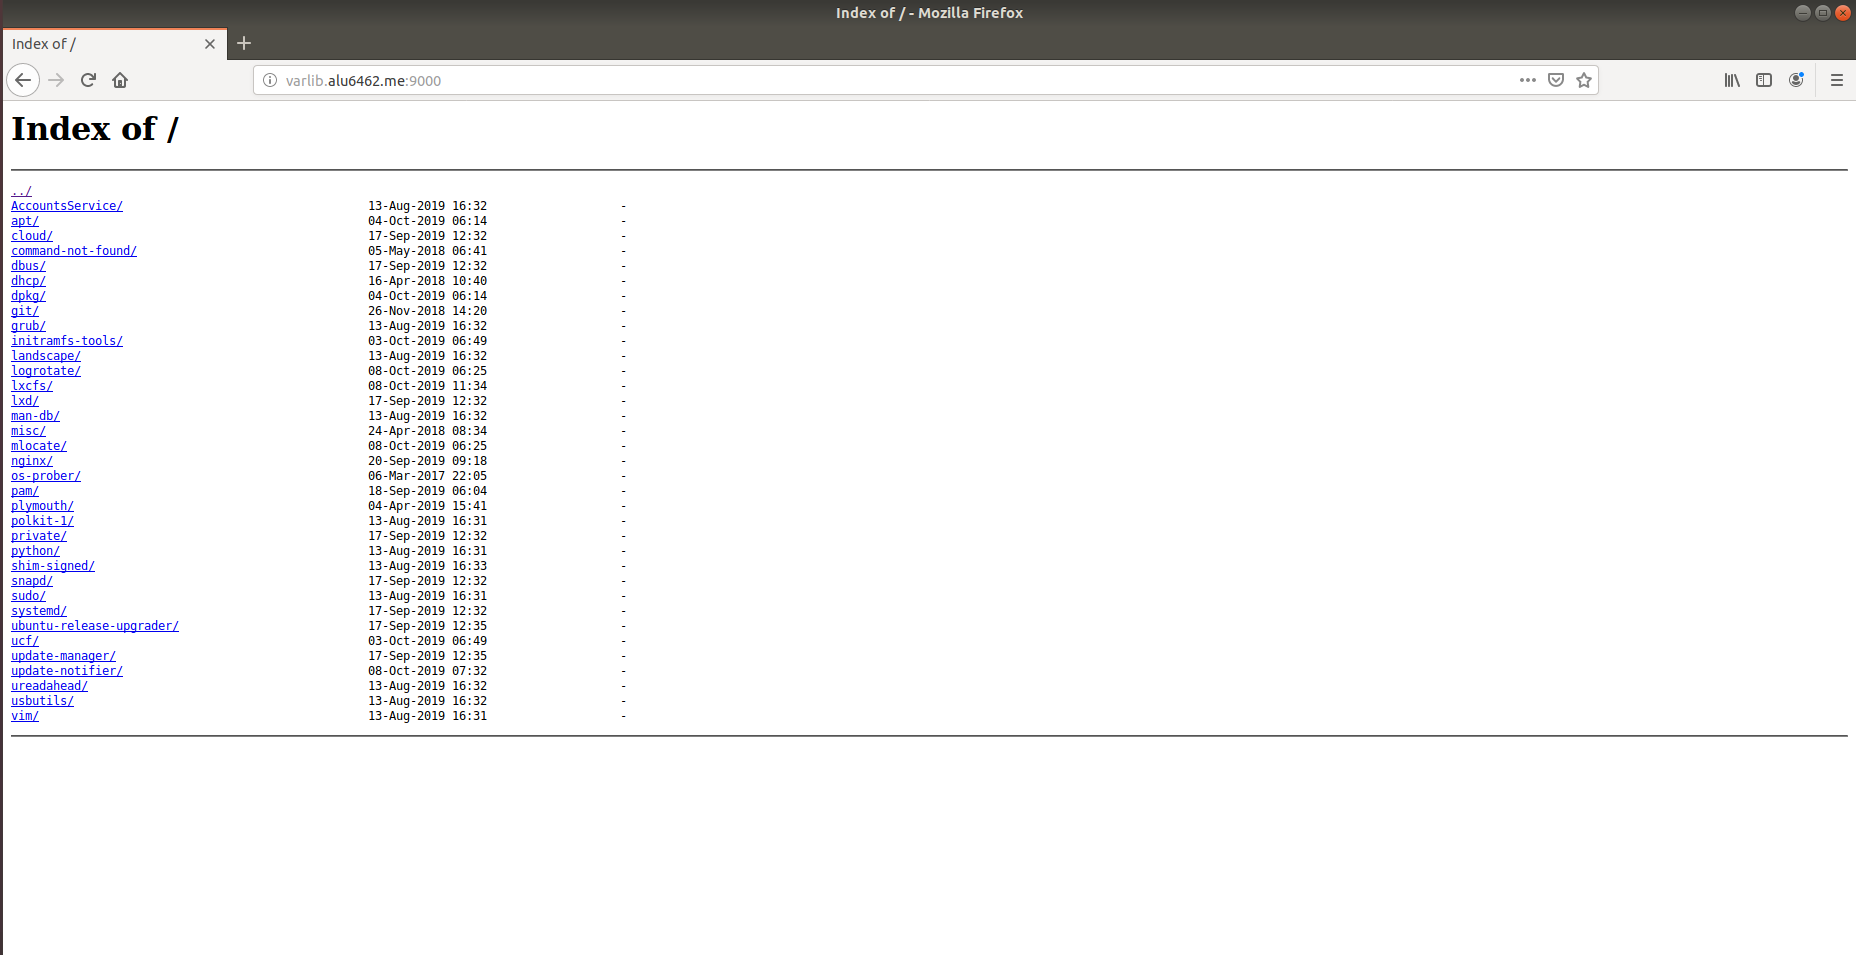 Index of / - Mozilla Firefox
Index of /
varlib.alu6462.me:9000
Index of /
../
AccountsService/ 13-Aug-2019 16:32 -
apt/ 04-Oct-2019 06:14 -
cloud/ 17-Sep-2019 12:32 -
command-not-found/ 05-May-2018 06:41 -
dbus/ 17-Sep-2019 12:32 -
dhcp/ 16-Apr-2018 10:40 -
dpkg/ 04-Oct-2019 06:14 -
git/ 26-Nov-2018 14:20 -
grub/ 13-Aug-2019 16:32 -
initramfs-tools/ 03-Oct-2019 06:49 -
landscape/ 13-Aug-2019 16:32 -
logrotate/ 08-Oct-2019 06:25 -
lxcfs/ 08-Oct-2019 11:34 -
lxd/ 17-Sep-2019 12:32 -
man-db/ 13-Aug-2019 16:32 -
misc/ 24-Apr-2018 08:34 -
mlocate/ 08-Oct-2019 06:25 -
nginx/ 20-Sep-2019 09:18 -
os-prober/ 06-Mar-2017 22:05 -
pam/ 18-Sep-2019 06:04 -
plymouth/ 04-Apr-2019 15:41 -
polkit-1/ 13-Aug-2019 16:31 -
private/ 17-Sep-2019 12:32 -
python/ 13-Aug-2019 16:31 -
shim-signed/ 13-Aug-2019 16:33 -
snapd/ 17-Sep-2019 12:32 -
sudo/ 13-Aug-2019 16:31 -
systemd/ 17-Sep-2019 12:32 -
ubuntu-release-upgrader/ 17-Sep-2019 12:35 -
ucf/ 03-Oct-2019 06:49 -
update-manager/ 17-Sep-2019 12:35 -
update-notifier/ 08-Oct-2019 07:32 -
ureadahead/ 13-Aug-2019 16:32 -
usbutils/ 13-Aug-2019 16:32 -
vim/ 13-Aug-2019 16:31 -